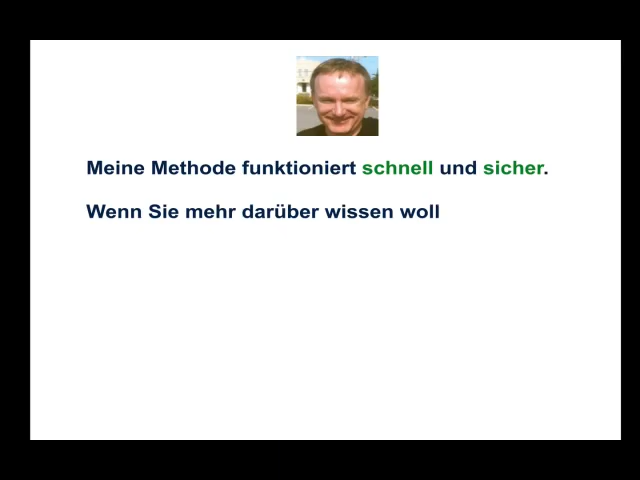 Meine Methode funktioniert schnell und sicher.
Wenn Sie mehr darüber wissen woll